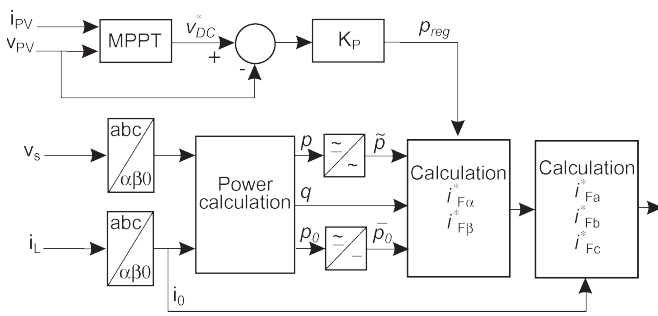 i_PV
v_PV
MPPT
v*_DC
+
-
K_P
p_reg
v_s
abc
αβ0
i_L
abc
αβ0
Power
calculation
p
q
p_0
≃
~
p̃
≃
–
p̄_0
i_0
Calculation
i*_Fα
i*_Fβ
Calculation
i*_Fa
i*_Fb
i*_Fc